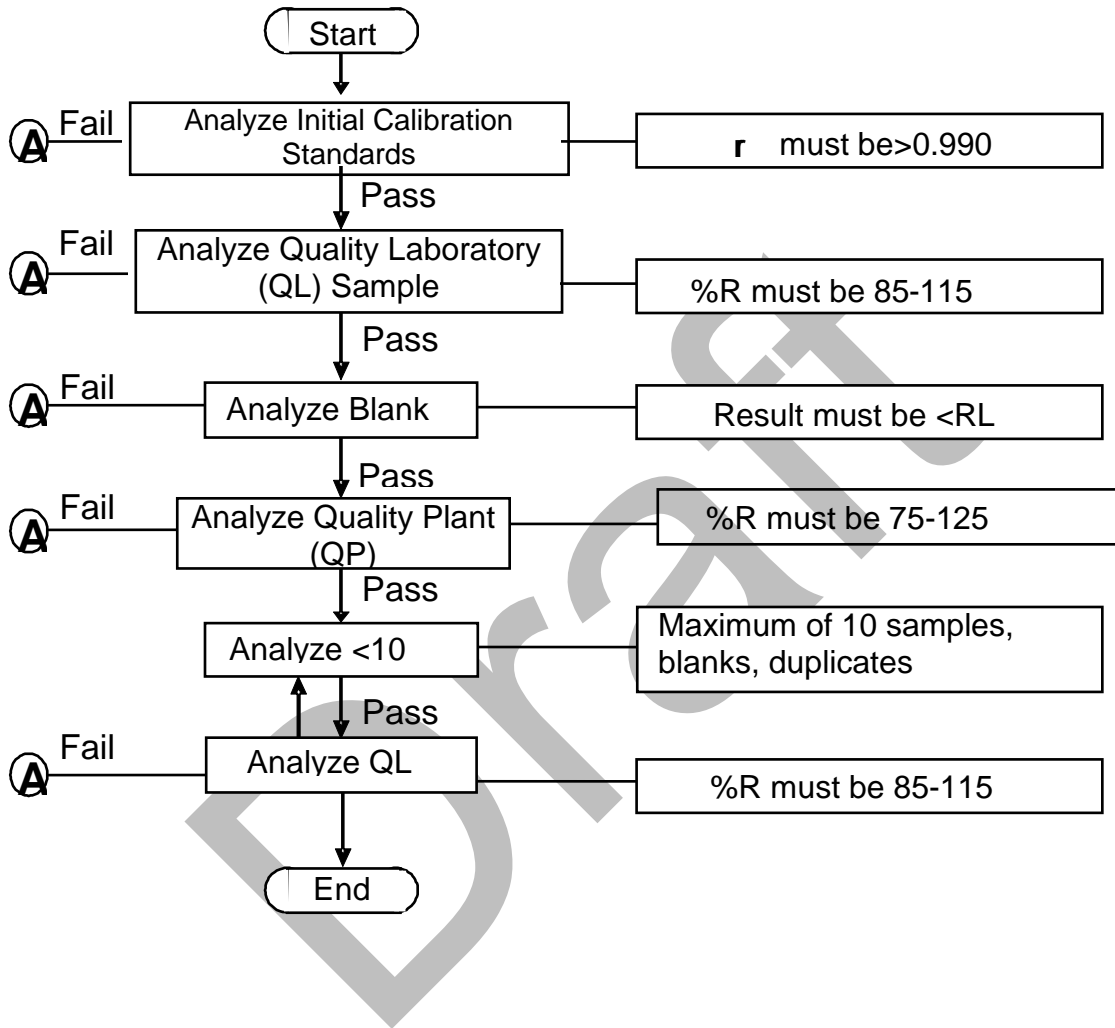 Start
Fail
A
Analyze Initial Calibration
Standards
r must be>0.990
Pass
Fail
A
Analyze Quality Laboratory
(QL) Sample
%R must be 85-115
Pass
Fail
A
Analyze Blank
Result must be <RL
Pass
Fail
A
Analyze Quality Plant
(QP)
%R must be 75-125
Pass
Analyze <10
Maximum of 10 samples,
blanks, duplicates
Pass
Fail
A
Analyze QL
%R must be 85-115
End
Draft